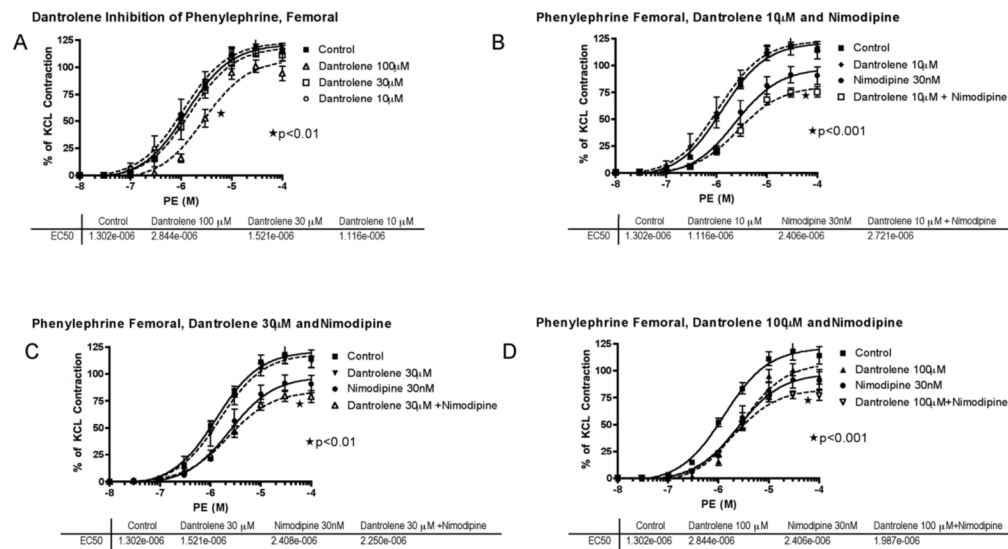 Dantrolene Inhibition of Phenylephrine, Femoral
A
% of KCL Contraction
125
100
75
50
25
0
-8
-7
-6
-5
-4
PE (M)
Control
Dantrolene 100μM
Dantrolene 30μM
Dantrolene 10μM
★
★p<0.01
Control Dantrolene 100 μM Dantrolene 30 μM Dantrolene 10 μM
EC50 1.302e-006 2.844e-006 1.521e-006 1.116e-006
Phenylephrine Femoral, Dantrolene 10μM and Nimodipine
B
% of KCL Contraction
125
100
75
50
25
0
-8
-7
-6
-5
-4
PE (M)
Control
Dantrolene 10μM
Nimodipine 30nM
Dantrolene 10μM + Nimodipine
★
★p<0.001
Control Dantrolene 10 μM Nimodipine 30nM Dantrolene 10 μM + Nimodipine
EC50 1.302e-006 1.116e-006 2.406e-006 2.721e-006
Phenylephrine Femoral, Dantrolene 30μM andNimodipine
C
% of KCL Contraction
125
100
75
50
25
0
-8
-7
-6
-5
-4
PE (M)
Control
Dantrolene 30μM
Nimodipine 30nM
Dantrolene 30μM +Nimodipine
★
★p<0.01
Control Dantrolene 30 μM Nimodipine 30nM Dantrolene 30 μM +Nimodipine
EC50 1.302e-006 1.521e-006 2.408e-006 2.250e-006
Phenylephrine Femoral, Dantrolene 100μM andNimodipine
D
% of KCL Contraction
125
100
75
50
25
0
-8
-7
-6
-5
-4
PE (M)
Control
Dantrolene 100μM
Nimodipine 30nM
Dantrolene 100μM+Nimodipine
★
★p<0.001
Control Dantrolene 100 μM Nimodipine 30nM Dantrolene 100 μM+Nimodipine
EC50 1.302e-006 2.844e-006 2.406e-006 1.987e-006